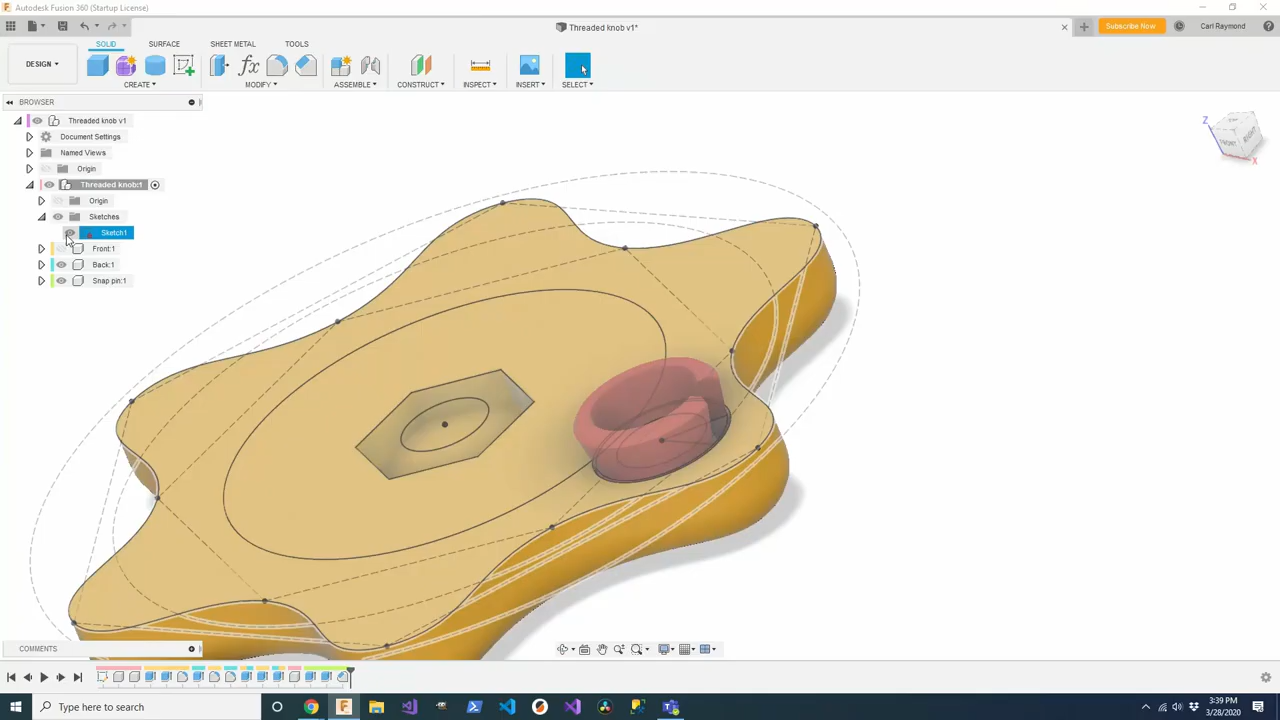 Autodesk Fusion 360 (Startup License)
Threaded knob v1*
Subscribe Now
Carl Raymond
DESIGN
SOLID
SURFACE
SHEET METAL
TOOLS
CREATE
MODIFY
ASSEMBLE
CONSTRUCT
INSPECT
INSERT
SELECT
BROWSER
Threaded knob v1
Document Settings
Named Views
Origin
Threaded knob:1
Origin
Sketches
Sketch1
Front:1
Back:1
Snap pin:1
Z
X
COMMENTS
Type here to search
3:39 PM
3/28/2020